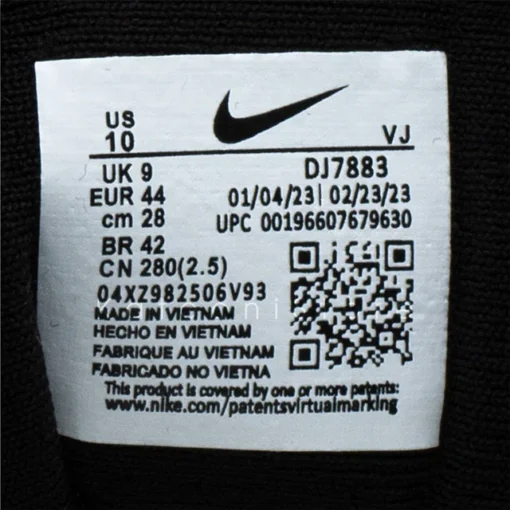 US
10
VJ
UK 9
DJ7883
EUR 44
01/04/23| 02/23/23
cm 28
UPC 00196607679630
BR 42
CN 280(2.5)
04XZ982506V93
MADE IN VIETNAM
HECHO EN VIETNAM
FABRIQUE AU VIETNAM
FABRICADO NO VIETNA
This product is covered by one or more patents:
www.nike.com/patentsvirtualmarking